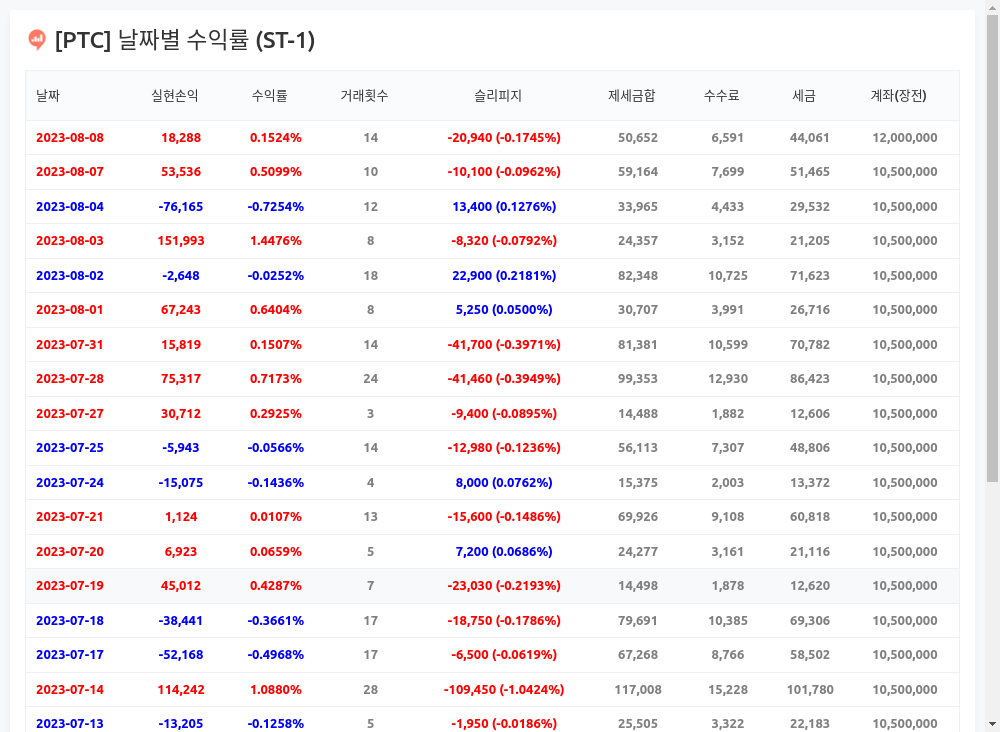 [PTC] 날짜별 수익률 (ST-1)
날짜 실현손익 수익률 거래횟수 슬리피지 제세금합 수수료 세금 계좌(장전)
2023-08-08 18,288 0.1524% 14 -20,940 (-0.1745%) 50,652 6,591 44,061 12,000,000
2023-08-07 53,536 0.5099% 10 -10,100 (-0.0962%) 59,164 7,699 51,465 10,500,000
2023-08-04 -76,165 -0.7254% 12 13,400 (0.1276%) 33,965 4,433 29,532 10,500,000
2023-08-03 151,993 1.4476% 8 -8,320 (-0.0792%) 24,357 3,152 21,205 10,500,000
2023-08-02 -2,648 -0.0252% 18 22,900 (0.2181%) 82,348 10,725 71,623 10,500,000
2023-08-01 67,243 0.6404% 8 5,250 (0.0500%) 30,707 3,991 26,716 10,500,000
2023-07-31 15,819 0.1507% 14 -41,700 (-0.3971%) 81,381 10,599 70,782 10,500,000
2023-07-28 75,317 0.7173% 24 -41,460 (-0.3949%) 99,353 12,930 86,423 10,500,000
2023-07-27 30,712 0.2925% 3 -9,400 (-0.0895%) 14,488 1,882 12,606 10,500,000
2023-07-25 -5,943 -0.0566% 14 -12,980 (-0.1236%) 56,113 7,307 48,806 10,500,000
2023-07-24 -15,075 -0.1436% 4 8,000 (0.0762%) 15,375 2,003 13,372 10,500,000
2023-07-21 1,124 0.0107% 13 -15,600 (-0.1486%) 69,926 9,108 60,818 10,500,000
2023-07-20 6,923 0.0659% 5 7,200 (0.0686%) 24,277 3,161 21,116 10,500,000
2023-07-19 45,012 0.4287% 7 -23,030 (-0.2193%) 14,498 1,878 12,620 10,500,000
2023-07-18 -38,441 -0.3661% 17 -18,750 (-0.1786%) 79,691 10,385 69,306 10,500,000
2023-07-17 -52,168 -0.4968% 17 -6,500 (-0.0619%) 67,268 8,766 58,502 10,500,000
2023-07-14 114,242 1.0880% 28 -109,450 (-1.0424%) 117,008 15,228 101,780 10,500,000
2023-07-13 -13,205 -0.1258% 5 -1,950 (-0.0186%) 25,505 3,322 22,183 10,500,000